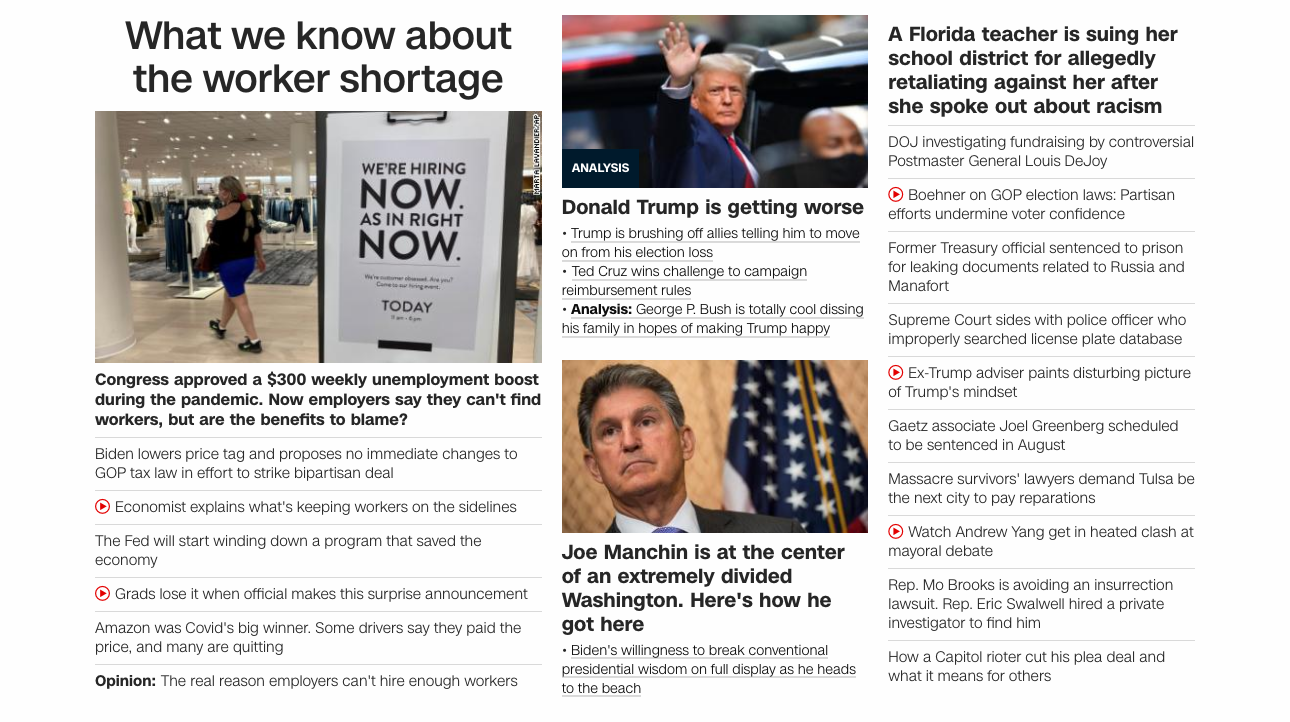 What we know about
the worker shortage
MARTA LAVANDIER/AP
WE'RE HIRING
NOW.
AS IN RIGHT
NOW.
We're customer obsessed. Are you?
Come to our hiring event.
TODAY
Congress approved a $300 weekly unemployment boost
during the pandemic. Now employers say they can't find
workers, but are the benefits to blame?
Biden lowers price tag and proposes no immediate changes to
GOP tax law in effort to strike bipartisan deal
Economist explains what's keeping workers on the sidelines
The Fed will start winding down a program that saved the
economy
Grads lose it when official makes this surprise announcement
Amazon was Covid's big winner. Some drivers say they paid the
price, and many are quitting
Opinion: The real reason employers can't hire enough workers
ANALYSIS
Donald Trump is getting worse
• Trump is brushing off allies telling him to move
on from his election loss
• Ted Cruz wins challenge to campaign
reimbursement rules
• Analysis: George P. Bush is totally cool dissing
his family in hopes of making Trump happy
Joe Manchin is at the center
of an extremely divided
Washington. Here's how he
got here
• Biden's willingness to break conventional
presidential wisdom on full display as he heads
to the beach
A Florida teacher is suing her
school district for allegedly
retaliating against her after
she spoke out about racism
DOJ investigating fundraising by controversial
Postmaster General Louis DeJoy
Boehner on GOP election laws: Partisan
efforts undermine voter confidence
Former Treasury official sentenced to prison
for leaking documents related to Russia and
Manafort
Supreme Court sides with police officer who
improperly searched license plate database
Ex-Trump adviser paints disturbing picture
of Trump's mindset
Gaetz associate Joel Greenberg scheduled
to be sentenced in August
Massacre survivors' lawyers demand Tulsa be
the next city to pay reparations
Watch Andrew Yang get in heated clash at
mayoral debate
Rep. Mo Brooks is avoiding an insurrection
lawsuit. Rep. Eric Swalwell hired a private
investigator to find him
How a Capitol rioter cut his plea deal and
what it means for others